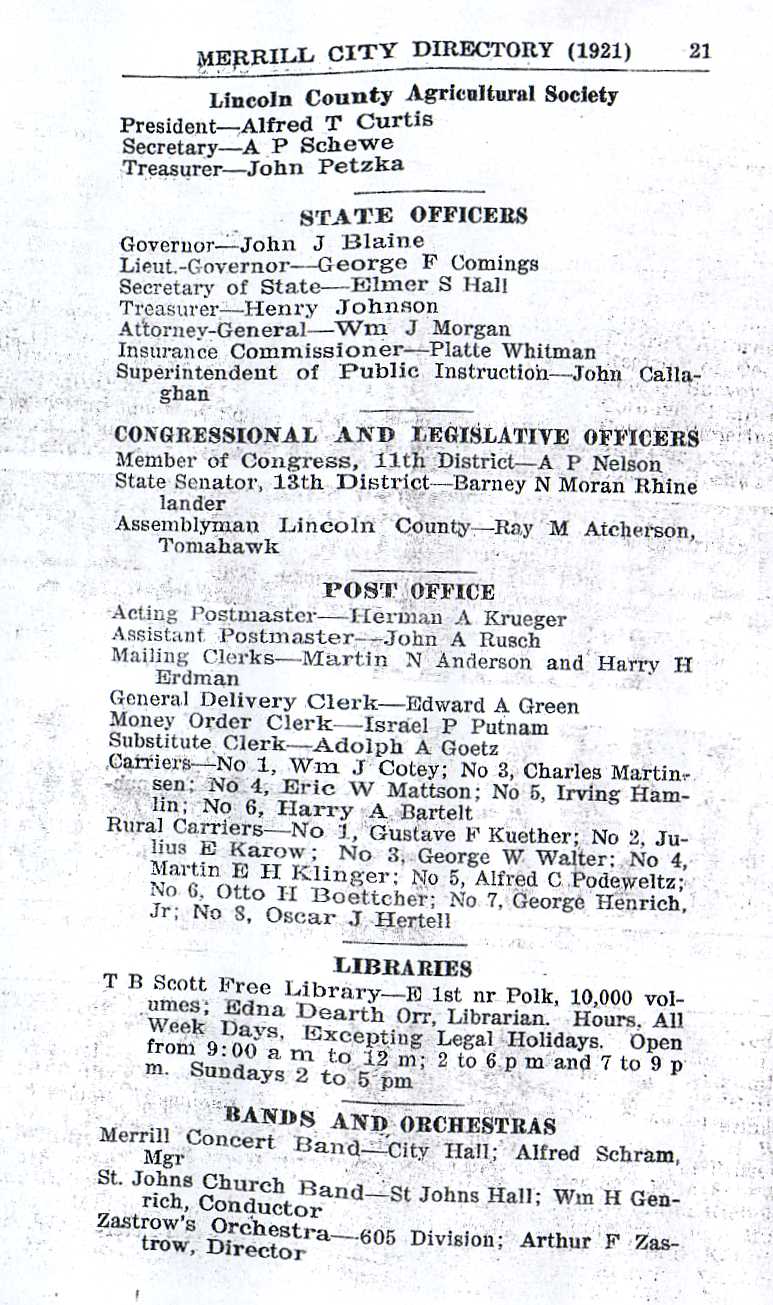 MERRILL CITY DIRECTORY (1921) 21
Lincoln County Agricultural Society
President—Alfred T Curtis
Secretary—A P Schewe
Treasurer—John Petzka
STATE OFFICERS
Governor—John J Blaine
Lieut.-Governor—George F Comings
Secretary of State—Elmer S Hall
Treasurer—Henry Johnson
Attorney-General—Wm J Morgan
Insurance Commissioner—Platte Whitman
Superintendent of Public Instruction—John Calla-
ghan
CONGRESSIONAL AND LEGISLATIVE OFFICERS
Member of Congress, 11th District—A P Nelson
State Senator, 13th District—Barney N Moran Rhine
lander
Assemblyman Lincoln County—Ray M Atcherson,
Tomahawk
POST OFFICE
Acting Postmaster—Herman A Krueger
Assistant Postmaster—John A Rusch
Mailing Clerks—Martin N Anderson and Harry H
Erdman
General Delivery Clerk—Edward A Green
Money Order Clerk—Israel P Putnam
Substitute Clerk—Adolph A Goetz
Carriers—No 1, Wm J Cotey; No 3, Charles Martin-
sen; No 4, Eric W Mattson; No 5, Irving Ham-
lin; No 6, Harry A Bartelt
Rural Carriers—No 1, Gustave F Kuether; No 2, Ju-
lius E Karow; No 3, George W Walter; No 4,
Martin E H Klinger; No 5, Alfred C Podeweltz;
No 6, Otto H Boettcher; No 7, George Henrich,
Jr; No 8, Oscar J Hertell
LIBRARIES
T B Scott Free Library—E 1st nr Polk, 10,000 vol-
umes; Edna Dearth Orr, Librarian. Hours, All
Week Days, Excepting Legal Holidays. Open
from 9:00 a m to 12 m; 2 to 6 p m and 7 to 9 p
m. Sundays 2 to 5 pm
BANDS AND ORCHESTRAS
Merrill Concert Band—City Hall; Alfred Schram,
Mgr
St. Johns Church Band—St Johns Hall; Wm H Gen-
rich, Conductor
Zastrow's Orchestra—605 Division; Arthur F Zas-
trow, Director